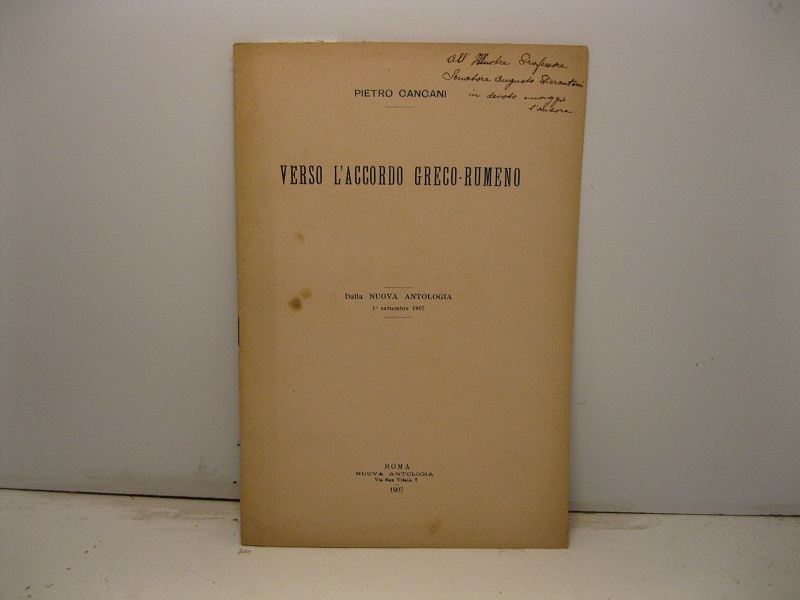 All' Illustre Professore
Senatore Augusto Pierantoni
in devoto omaggio
l'autore
PIETRO CANCANI
VERSO L'ACCORDO GRECO-RUMENO
Dalla NUOVA ANTOLOGIA
1° settembre 1907
ROMA
NUOVA ANTOLOGIA
Via San Vitale, 7
1907